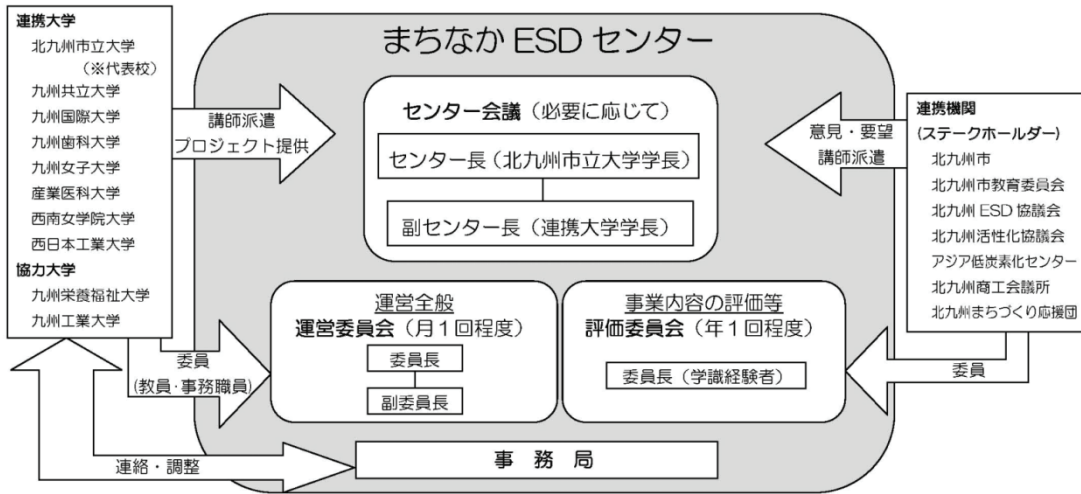 連携大学
北九州市立大学
（※代表校）
九州共立大学
九州国際大学
九州歯科大学
九州女子大学
産業医科大学
西南女学院大学
西日本工業大学
協力大学
九州栄養福祉大学
九州工業大学
まちなか ESD センター
講師派遣
プロジェクト提供
センター会議（必要に応じて）
センター長（北九州市立大学学長）
副センター長（連携大学学長）
意見・要望
講師派遣
連携機関
(ステークホールダー)
北九州市
北九州市教育委員会
北九州 ESD 協議会
北九州活性化協議会
アジア低炭素化センター
北九州商工会議所
北九州まちづくり応援団
委員
(教員･事務職員)
運営全般
運営委員会（月１回程度）
委員長
副委員長
事業内容の評価等
評価委員会（年１回程度）
委員長（学識経験者）
委員
連絡・調整
事 務 局